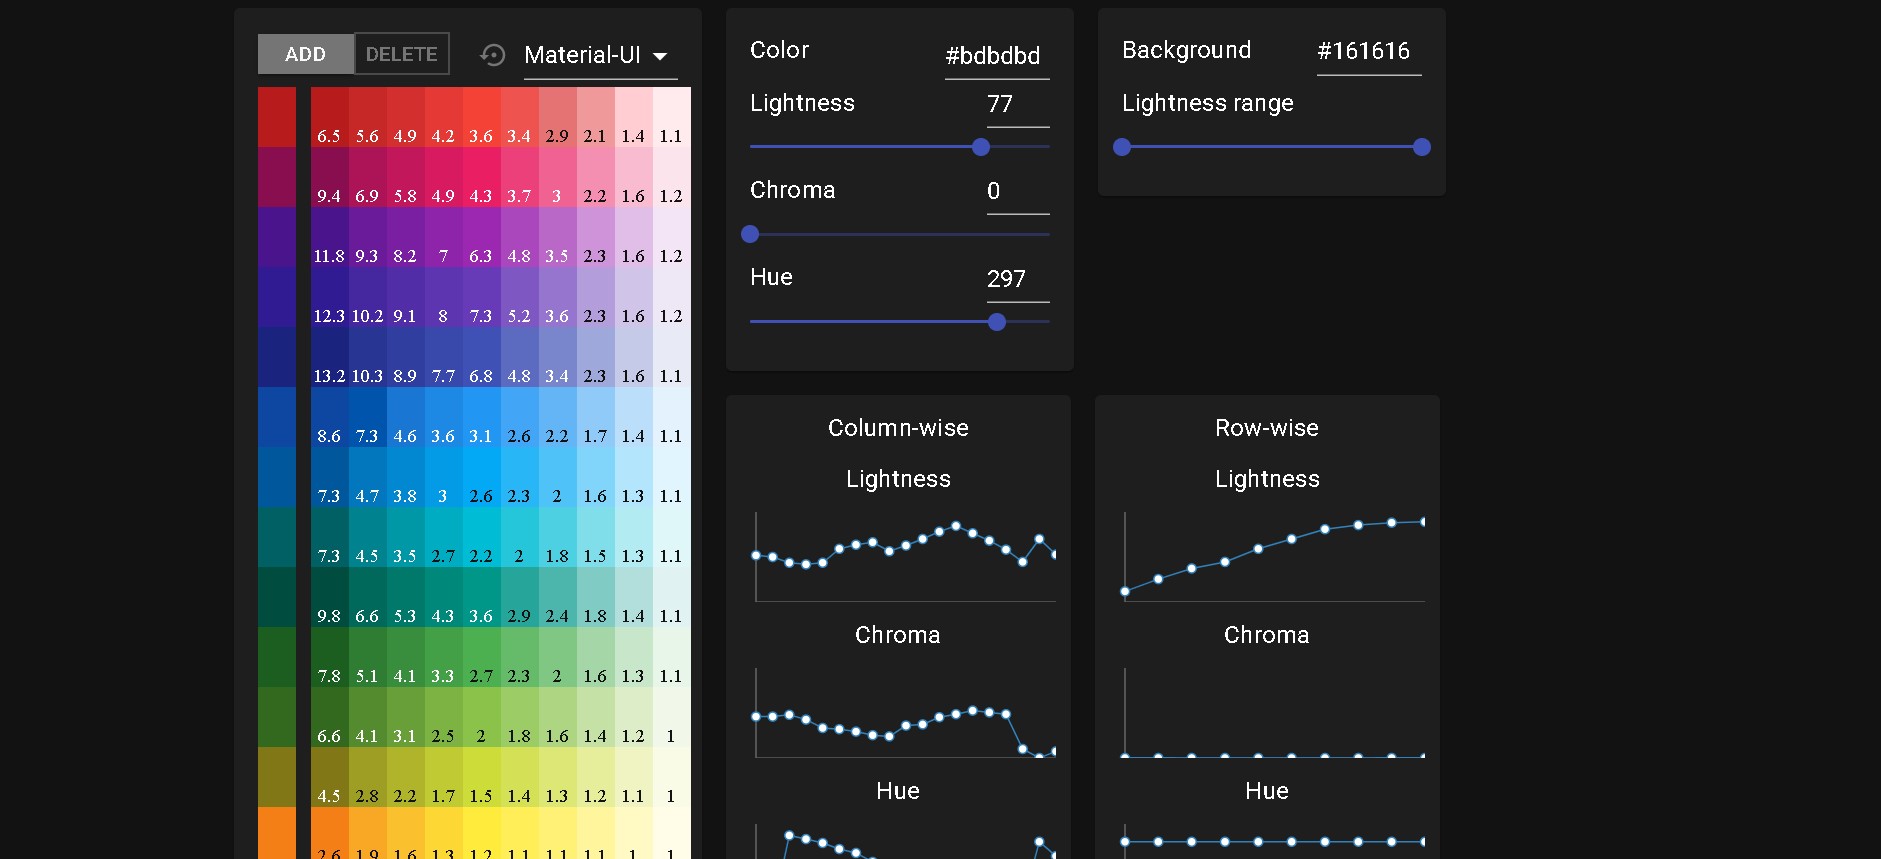 ADD DELETE Material-UI
6.5 5.6 4.9 4.2 3.6 3.4 2.9 2.1 1.4 1.1
9.4 6.9 5.8 4.9 4.3 3.7 3 2.2 1.6 1.2
11.8 9.3 8.2 7 6.3 4.8 3.5 2.3 1.6 1.2
12.3 10.2 9.1 8 7.3 5.2 3.6 2.3 1.6 1.2
13.2 10.3 8.9 7.7 6.8 4.8 3.4 2.3 1.6 1.1
8.6 7.3 4.6 3.6 3.1 2.6 2.2 1.7 1.4 1.1
7.3 4.7 3.8 3 2.6 2.3 2 1.6 1.3 1.1
7.3 4.5 3.5 2.7 2.2 2 1.8 1.5 1.3 1.1
9.8 6.6 5.3 4.3 3.6 2.9 2.4 1.8 1.4 1.1
7.8 5.1 4.1 3.3 2.7 2.3 2 1.6 1.3 1.1
6.6 4.1 3.1 2.5 2 1.8 1.6 1.4 1.2 1
4.5 2.8 2.2 1.7 1.5 1.4 1.3 1.2 1.1 1
2.6 1.9 1.6 1.3 1.2 1.1 1.1 1.1 1 1
Color #bdbdbd
Lightness 77
Chroma 0
Hue 297
Background #161616
Lightness range
Column-wise
Lightness
Chroma
Hue
Row-wise
Lightness
Chroma
Hue